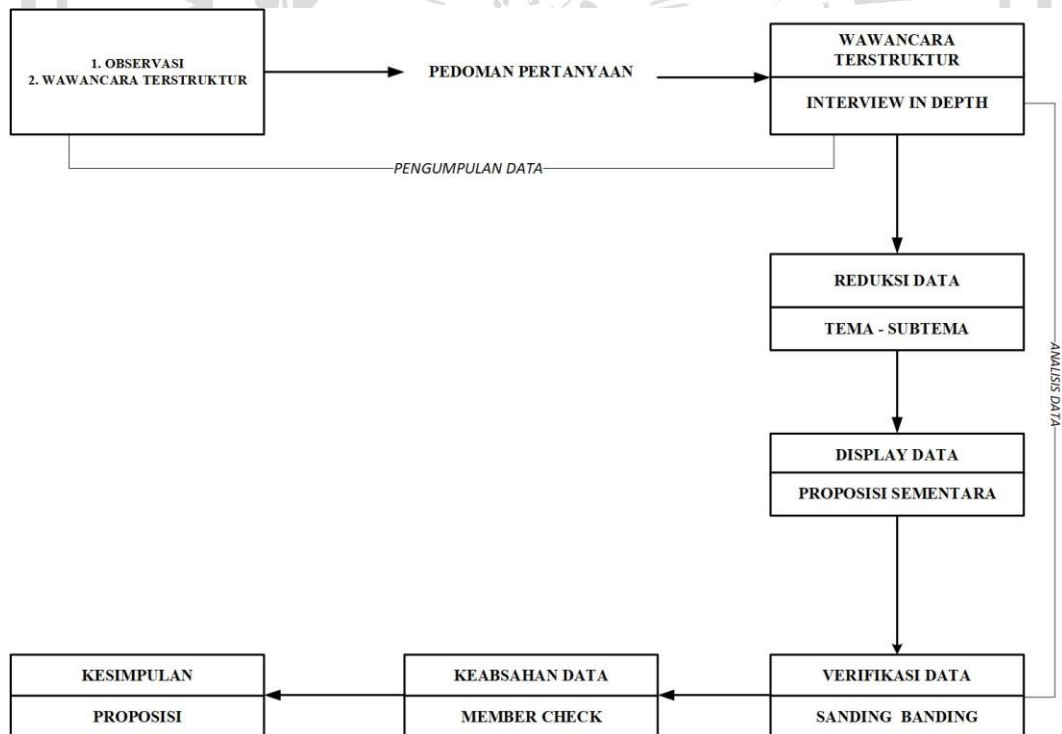 1. OBSERVASI
2. WAWANCARA TERSTRUKTUR
PEDOMAN PERTANYAAN
WAWANCARA
TERSTRUKTUR
INTERVIEW IN DEPTH
PENGUMPULAN DATA
REDUKSI DATA
TEMA - SUBTEMA
ANALISIS DATA
DISPLAY DATA
PROPOSISI SEMENTARA
KESIMPULAN
PROPOSISI
KEABSAHAN DATA
MEMBER CHECK
VERIFIKASI DATA
SANDING BANDING